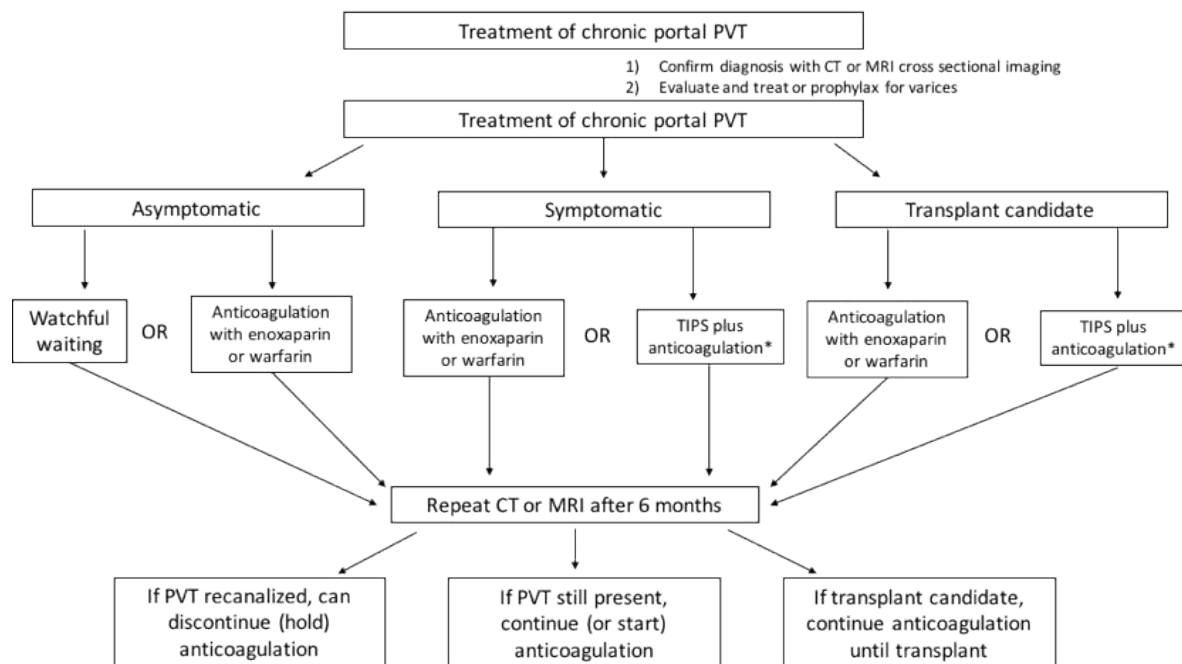 Treatment of chronic portal PVT
1) Confirm diagnosis with CT or MRI cross sectional imaging
2) Evaluate and treat or prophylax for varices
Treatment of chronic portal PVT
Asymptomatic
Symptomatic
Transplant candidate
Watchful
waiting
OR
Anticoagulation
with enoxaparin
or warfarin
Anticoagulation
with enoxaparin
or warfarin
OR
TIPS plus
anticoagulation*
Anticoagulation
with enoxaparin
or warfarin
OR
TIPS plus
anticoagulation*
Repeat CT or MRI after 6 months
If PVT recanalized, can
discontinue (hold)
anticoagulation
If PVT still present,
continue (or start)
anticoagulation
If transplant candidate,
continue anticoagulation
until transplant